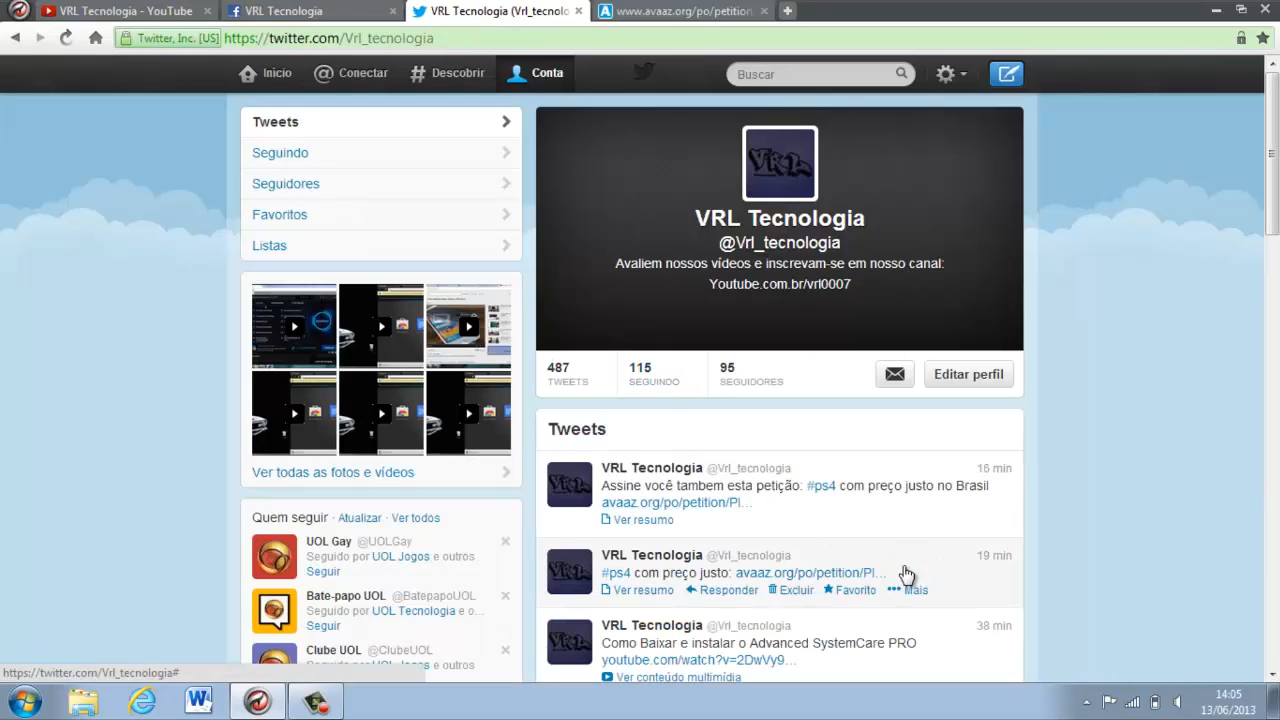 VRL Tecnologia - YouTube
VRL Tecnologia
VRL Tecnologia (Vrl_tecnolo
www.avaaz.org/po/petition
Twitter, Inc. [US] https://twitter.com/Vrl_tecnologia
Inicio
Conectar
Descobrir
Conta
Buscar
Tweets
Seguindo
Seguidores
Favoritos
Listas
VRL
VRL Tecnologia
@Vrl_tecnologia
Avaliem nossos vídeos e inscrevam-se em nosso canal:
Youtube.com.br/vrl0007
487 TWEETS
115 SEGUINDO
95 SEGUIDORES
Editar perfil
Ver todas as fotos e vídeos
Quem seguir · Atualizar · Ver todos
UOL Gay @UOLGay
Seguido por UOL Jogos e outros
Seguir
Bate-papo UOL @BatepapoUOL
Seguido por UOL Tecnologia e o...
Seguir
Clube UOL @ClubeUOL
Tweets
VRL Tecnologia @Vrl_tecnologia 16 min
Assine você tambem esta petição: #ps4 com preço justo no Brasil
avaaz.org/po/petition/Pl...
Ver resumo
VRL Tecnologia @Vrl_tecnologia 19 min
#ps4 com preço justo: avaaz.org/po/petition/Pl...
Ver resumo Responder Excluir Favorito Mais
VRL Tecnologia @Vrl_tecnologia 38 min
Como Baixar e instalar o Advanced SystemCare PRO
youtube.com/watch?v=2DwVy9...
Ver conteúdo multimídia
https://twitter.com/Vrl_tecnologia#
14:05
13/06/2013